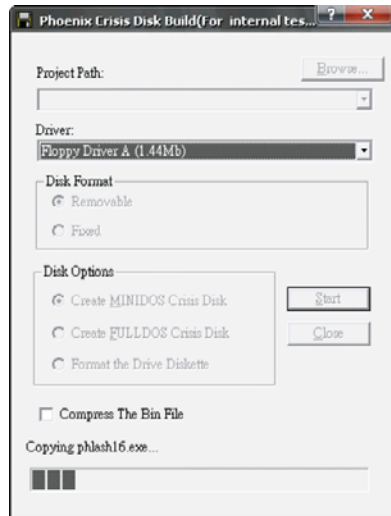 Phoenix Crisis Disk Build(For internal tes...
Project Path:
Browse...
Driver:
Floppy Driver A (1.44Mb)
Disk Format
Removable
Fixed
Disk Options
Create MINIDOS Crisis Disk
Start
Create FULLDOS Crisis Disk
Close
Format the Drive Diskette
Compress The Bin File
Copying phlash16.exe...